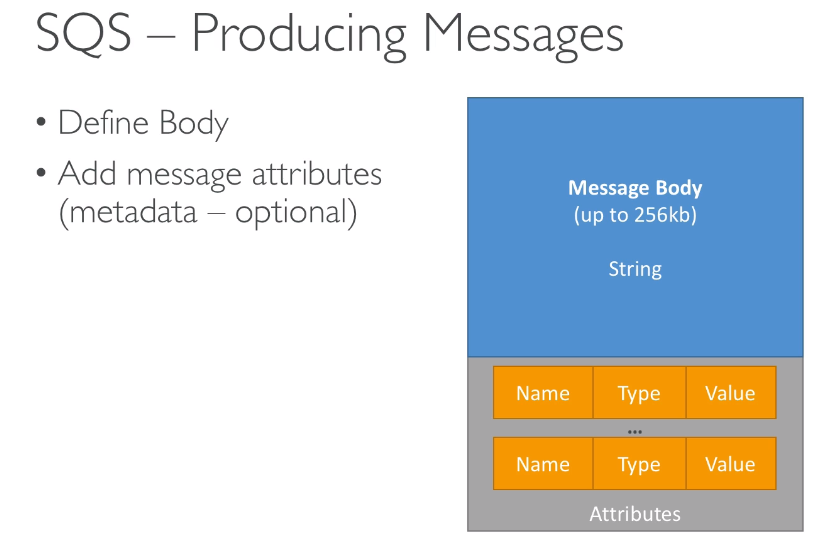 SQS – Producing Messages
• Define Body
• Add message attributes
(metadata – optional)
Message Body
(up to 256kb)
String
Name Type Value
...
Name Type Value
Attributes